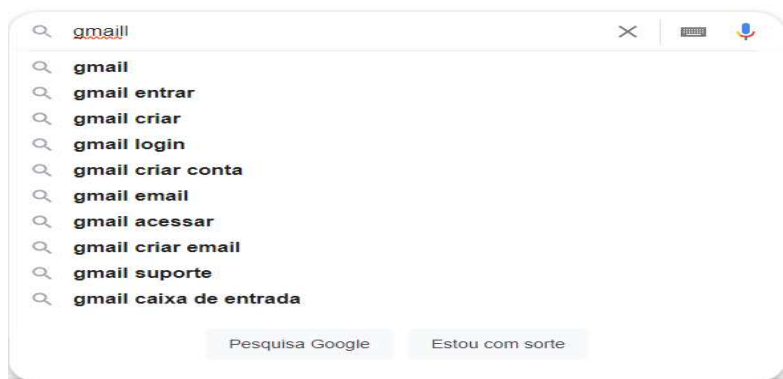 gmaill
gmail
gmail entrar
gmail criar
gmail login
gmail criar conta
gmail email
gmail acessar
gmail criar email
gmail suporte
gmail caixa de entrada
Pesquisa Google Estou com sorte